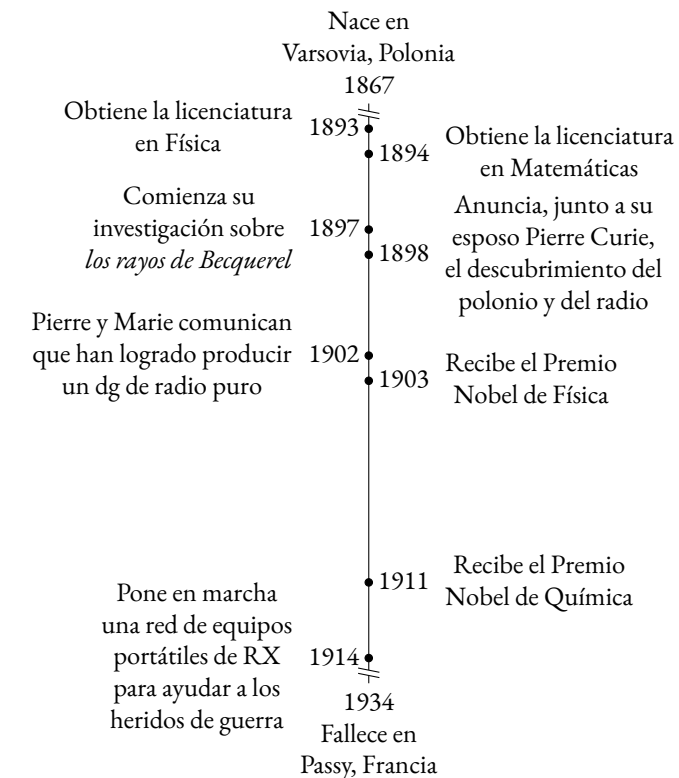 Nace en
Varsovia, Polonia
1867
Obtiene la licenciatura
en Física
1893
1894
Obtiene la licenciatura
en Matemáticas
Comienza su
investigación sobre
los rayos de Becquerel
1897
1898
Anuncia, junto a su
esposo Pierre Curie,
el descubrimiento del
polonio y del radio
Pierre y Marie comunican
que han logrado producir
un dg de radio puro
1902
1903
Recibe el Premio
Nobel de Física
1911
Recibe el Premio
Nobel de Química
Pone en marcha
una red de equipos
portátiles de RX
para ayudar a los
heridos de guerra
1914
1934
Fallece en
Passy, Francia